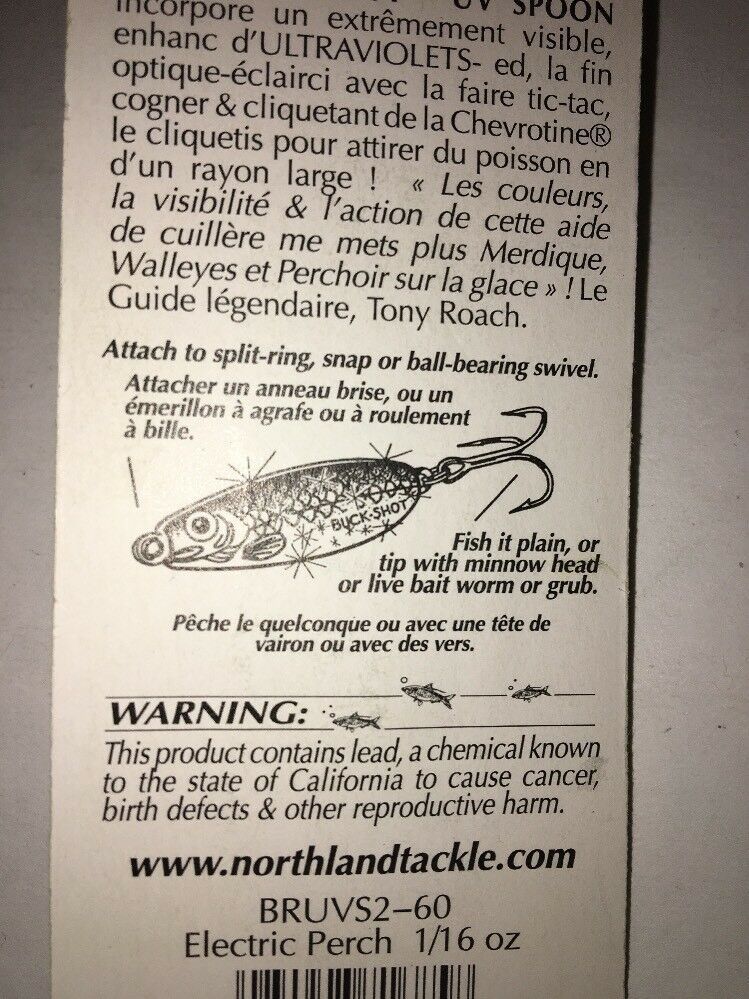 UV SPOON
incorpore un extrêmement visible,
enhanc d'ULTRAVIOLETS- ed, la fin
optique-éclairci avec la faire tic-tac,
cogner & cliquetant de la Chevrotine®
le cliquetis pour attirer du poisson en
d'un rayon large ! « Les couleurs,
la visibilité & l'action de cette aide
de cuillère me mets plus Merdique,
Walleyes et Perchoir sur la glace » ! Le
Guide légendaire, Tony Roach.
Attach to split-ring, snap or ball-bearing swivel.
Attacher un anneau brise, ou un
émerillon à agrafe ou à roulement
à bille.
BUCK-SHOT
Fish it plain, or
tip with minnow head
or live bait worm or grub.
Pêche le quelconque ou avec une tête de
vairon ou avec des vers.
WARNING:
This product contains lead, a chemical known
to the state of California to cause cancer,
birth defects & other reproductive harm.
www.northlandtackle.com
BRUVS2-60
Electric Perch 1/16 oz